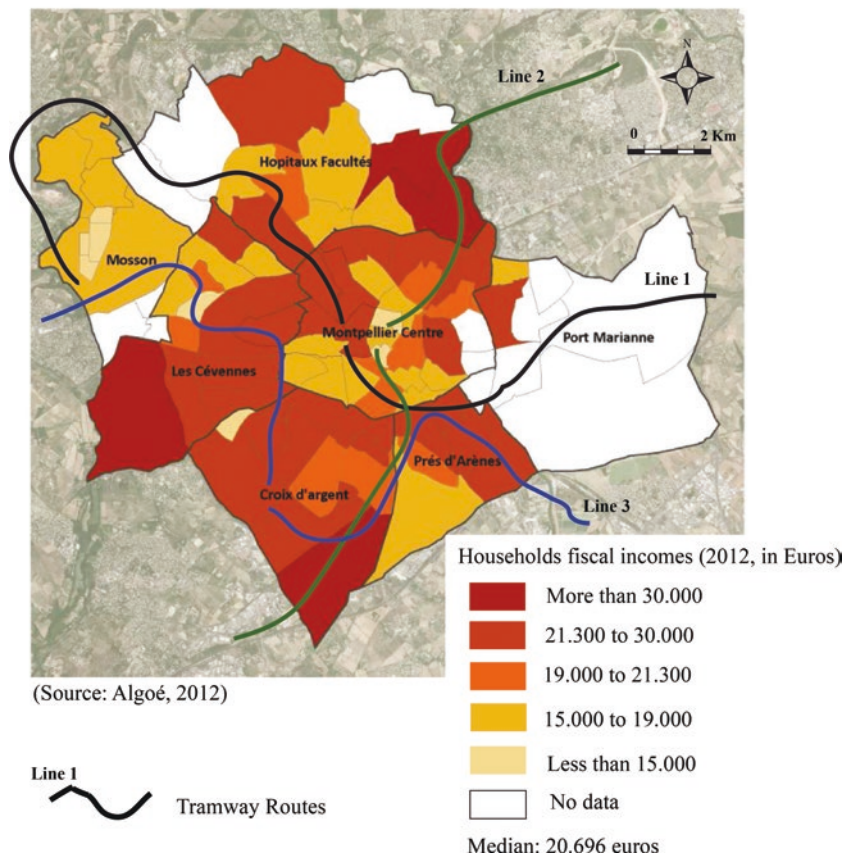 N
Line 2
0 2 Km
Hopitaux Facultés
Mosson
Line 1
Montpellier Centre
Port Marianne
Les Cévennes
Prés d'Arènes
Croix d'argent
Line 3
Households fiscal incomes (2012, in Euros)
More than 30.000
21.300 to 30.000
19.000 to 21.300
15.000 to 19.000
Less than 15.000
No data
Median: 20.696 euros
(Source: Algoé, 2012)
Line 1
Tramway Routes